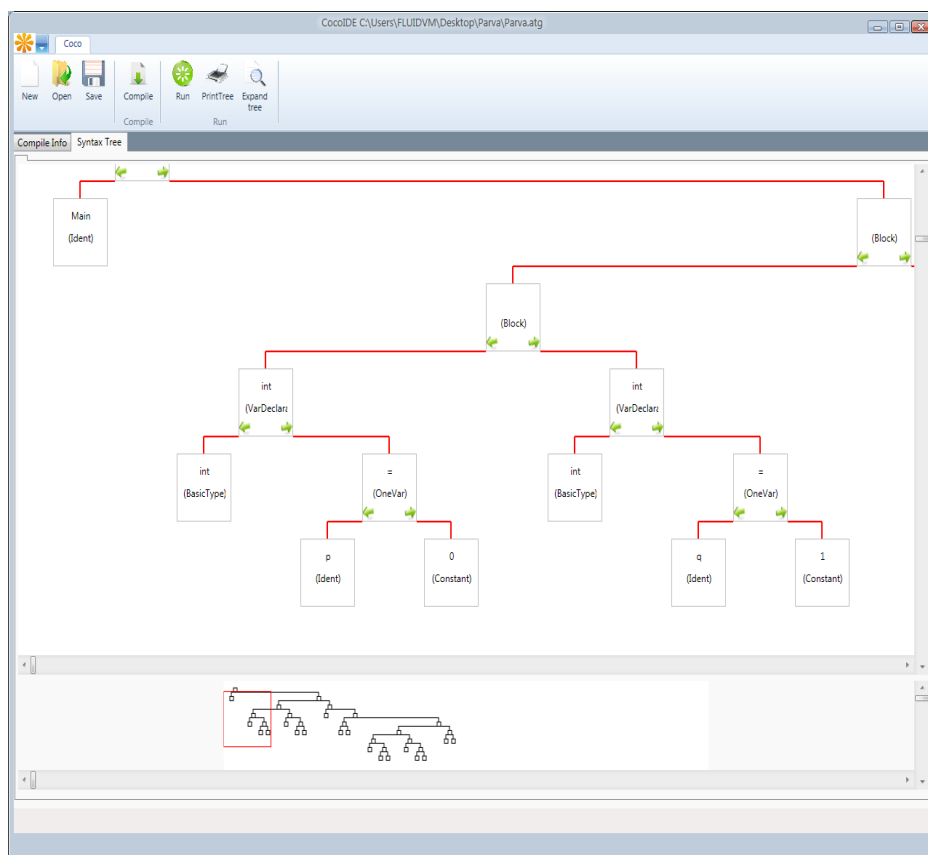 CocoIDE C:\Users\FLUIDVM\Desktop\Parva\Parva.atg
Coco
New Open Save Compile Run PrintTree Expand
tree
Compile Run
Compile Info Syntax Tree
Main
(Ident)
(Block)
(Block)
int int
(VarDeclara (VarDeclara
int = int =
(BasicType) (OneVar) (BasicType) (OneVar)
p 0 q 1
(Ident) (Constant) (Ident) (Constant)